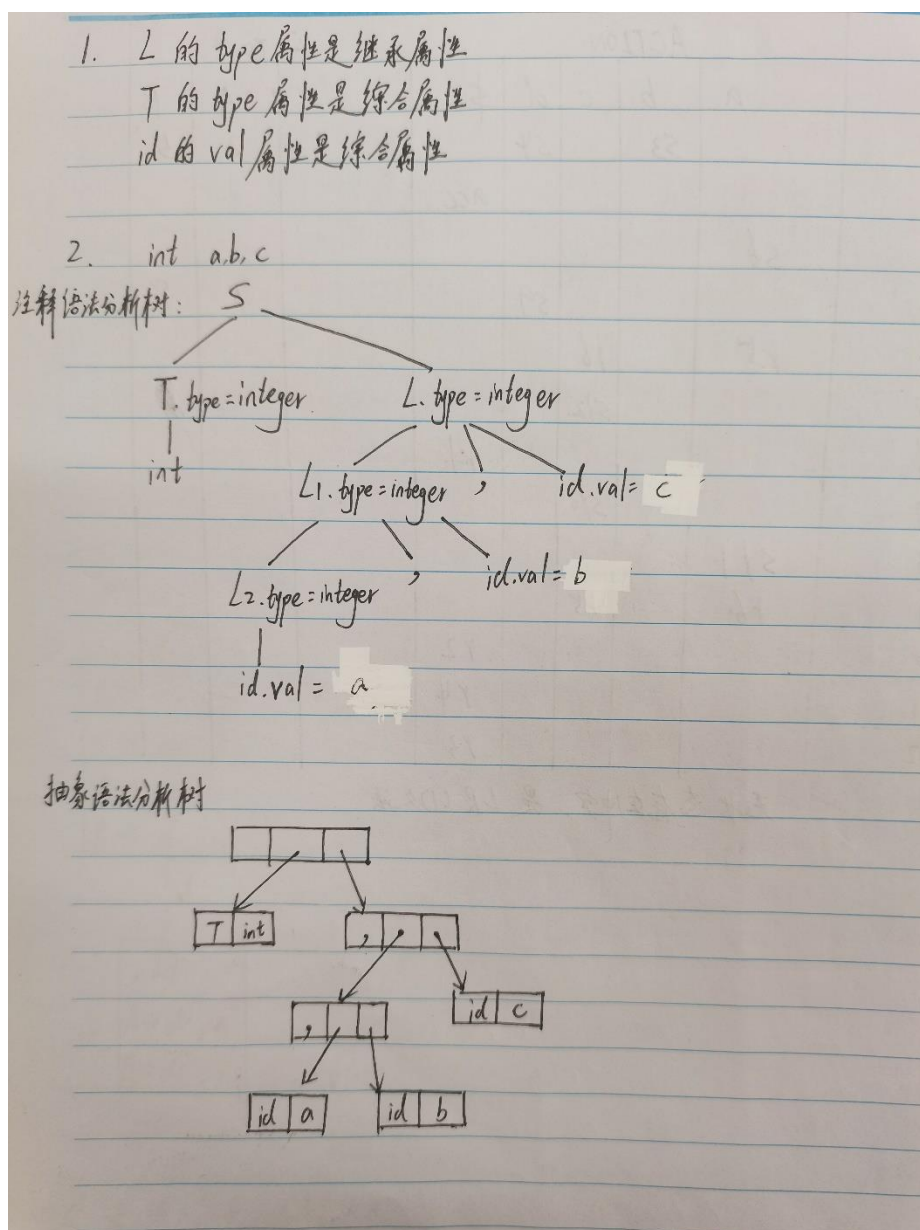 1. L 的 type 属性是继承属性
T 的 type 属性是综合属性
id 的 val 属性是综合属性
2. int a,b,c
注释语法分析树: S
T.type=integer L.type=integer
int L1.type=integer , id.val= c
L2.type=integer , id.val= b
id.val= a
抽象语法分析树
T int ,
, id c
id a id b